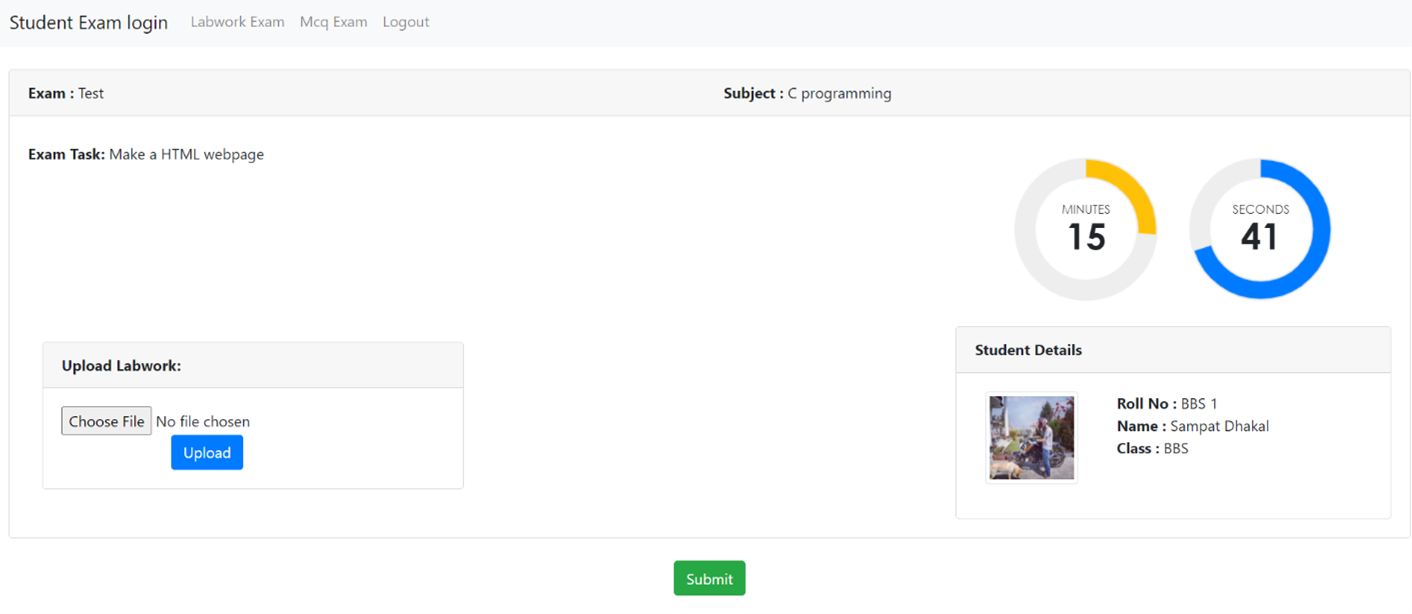 Student Exam login Labwork Exam Mcq Exam Logout
Exam : Test Subject : C programming
Exam Task: Make a HTML webpage
MINUTES
15
SECONDS
41
Upload Labwork:
Choose File No file chosen
Upload
Student Details
Roll No : BBS 1
Name : Sampat Dhakal
Class : BBS
Submit